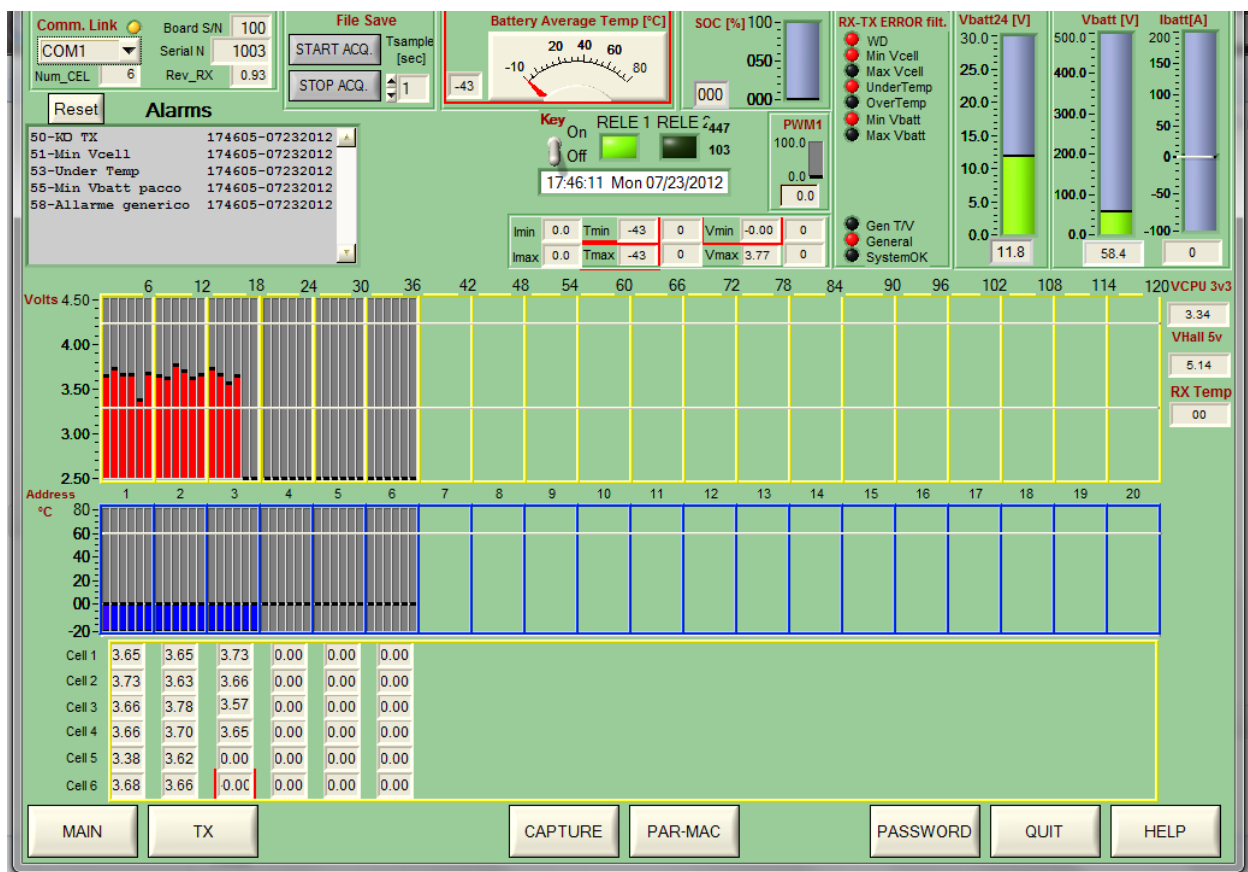 Comm. Link Board S/N 100
COM1 Serial N 1003
Num_CEL 6 Rev_RX 0.93
File Save
START ACQ. Tsample [sec]
STOP ACQ. 1
Battery Average Temp [°C]
-10 20 40 60 80
-43
SOC [%] 100
050
000 000
RX-TX ERROR filt.
WD
Min Vcell
Max Vcell
UnderTemp
OverTemp
Min Vbatt
Max Vbatt
Gen T/V
General
SystemOK
Vbatt24 [V]
30.0
25.0
20.0
15.0
10.0
5.0
0.0
11.8
Vbatt [V]
500.0
400.0
300.0
200.0
100.0
0.0
58.4
Ibatt[A]
200
150
100
50
0
-50
-100
0
Reset Alarms
50-KO TX 174605-07232012
51-Min Vcell 174605-07232012
53-Under Temp 174605-07232012
55-Min Vbatt pacco 174605-07232012
58-Allarme generico 174605-07232012
Key On Off
RELE 1 RELE 2
447
103
17:46:11 Mon 07/23/2012
PWM1
100.0
0.0
0.0
Imin 0.0 Tmin -43 0 Vmin -0.00 0
Imax 0.0 Tmax -43 0 Vmax 3.77 0
6 12 18 24 30 36 42 48 54 60 66 72 78 84 90 96 102 108 114 120
Volts 4.50
4.00
3.50
3.00
2.50
VCPU 3v3
3.34
VHall 5v
5.14
RX Temp
00
Address 1 2 3 4 5 6 7 8 9 10 11 12 13 14 15 16 17 18 19 20
°C 80
60
40
20
00
-20
Cell 1 3.65 3.65 3.73 0.00 0.00 0.00
Cell 2 3.73 3.63 3.66 0.00 0.00 0.00
Cell 3 3.66 3.78 3.57 0.00 0.00 0.00
Cell 4 3.66 3.70 3.65 0.00 0.00 0.00
Cell 5 3.38 3.62 0.00 0.00 0.00 0.00
Cell 6 3.68 3.66 -0.00 0.00 0.00 0.00
MAIN TX CAPTURE PAR-MAC PASSWORD QUIT HELP